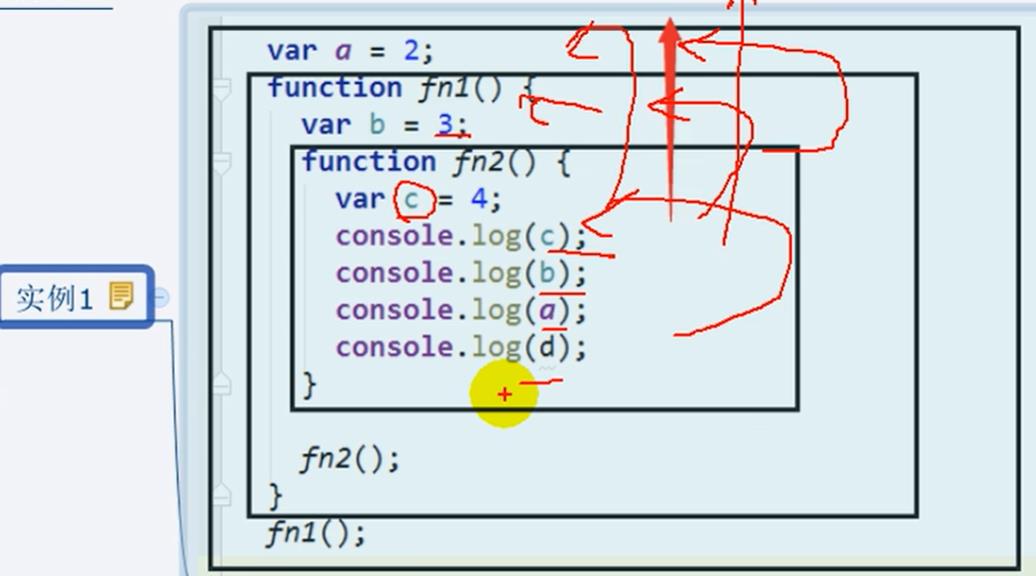 var a = 2;
function fn1() {
var b = 3;
function fn2() {
var c = 4;
console.log(c);
console.log(b);
console.log(a);
console.log(d);
}
fn2();
}
fn1();
实例1